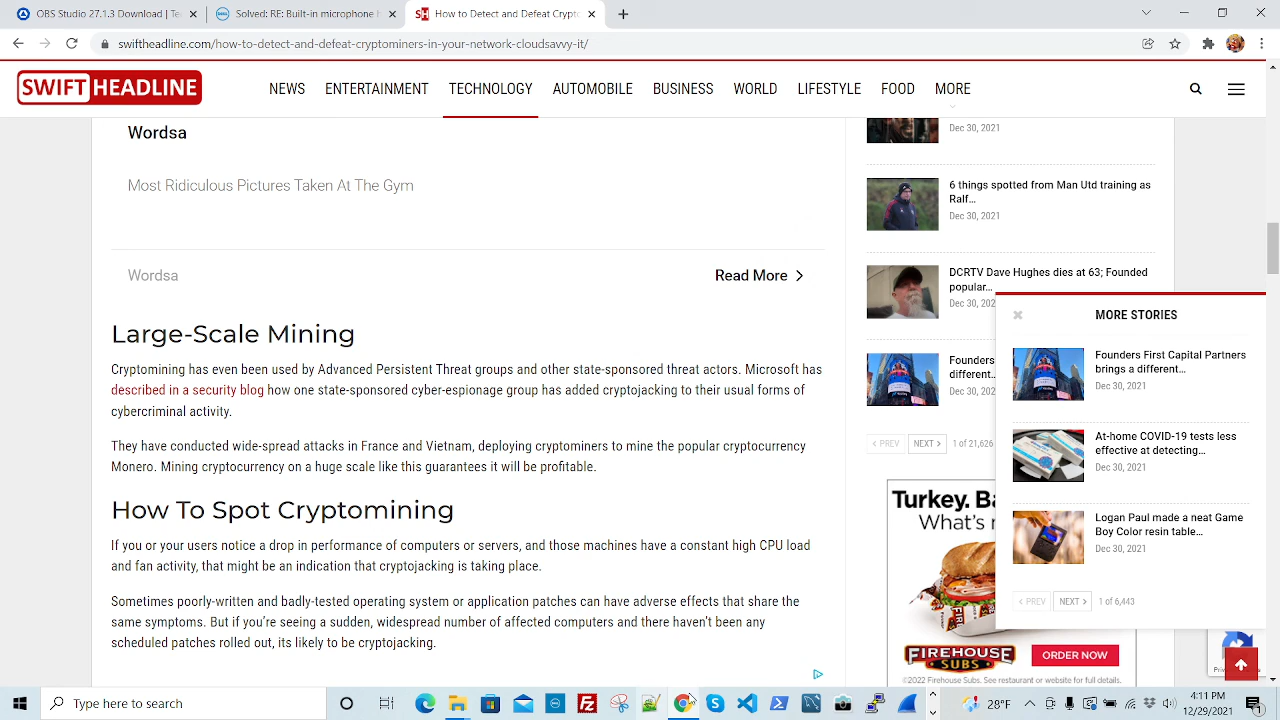 OBS Studio 7.1.3 Download f
Solved: Re: horizontal lines on
How to Detect and Defeat Crypto
swiftheadline.com/how-to-detect-and-defeat-cryptominers-in-your-network-cloudsavvy-it/
SWIFT HEADLINE
NEWS
ENTERTAINMENT
TECHNOLOGY
AUTOMOBILE
BUSINESS
WORLD
LIFESTYLE
FOOD
MORE
Wordsa
Most Ridiculous Pictures Taken At The Gym
Wordsa
Read More
Large-Scale Mining
Cryptomining has even been used by Advanced Persistent Threat groups and other state-sponsored threat actors. Microsoft has
described in a security blog how one state-sponsored cyber-espionage group has added cryptojacking to their usual forms of
cybercriminal activity.
They have conducted wide-spread attacks in France and Vietnam, deploying cryptominers to mine the popular cryptocurrency
Monero. Mining cryptocurrency on a huge scale like this guarantees it will be profitable.
How To Spot Cryptomining
If you or your users notice a drop in performance of computers or servers, and those machines have a constant high CPU load
and fan activity, that might be an indication that cryptojacking is taking place.
Sometimes poorly-written and badly-tested operating system or application patches can have adverse effects that share the
same symptoms. But if you're seeing a sudden, widespread number of affected computers and there haven't been any
scheduled patches rolled out, its likely to be cryptojacking.
Dec 30, 2021
6 things spotted from Man Utd training as
Ralf…
Dec 30, 2021
DCRTV Dave Hughes dies at 63; Founded
popular…
Dec 30, 202
Founders
different.
Dec 30, 202
PREV
NEXT
1 of 21,626
Turkey. Ba
What's n
FIREHOUSE
SUBS
ORDER NOW
©2022 Firehouse Subs. See restaurant or website for full details.
MORE STORIES
Founders First Capital Partners
brings a different…
Dec 30, 2021
At-home COVID-19 tests less
effective at detecting…
Dec 30, 2021
Logan Paul made a neat Game
Boy Color resin table…
Dec 30, 2021
PREV
NEXT
1 of 6,443
Type here to search
4:11 PM
12/29/2021